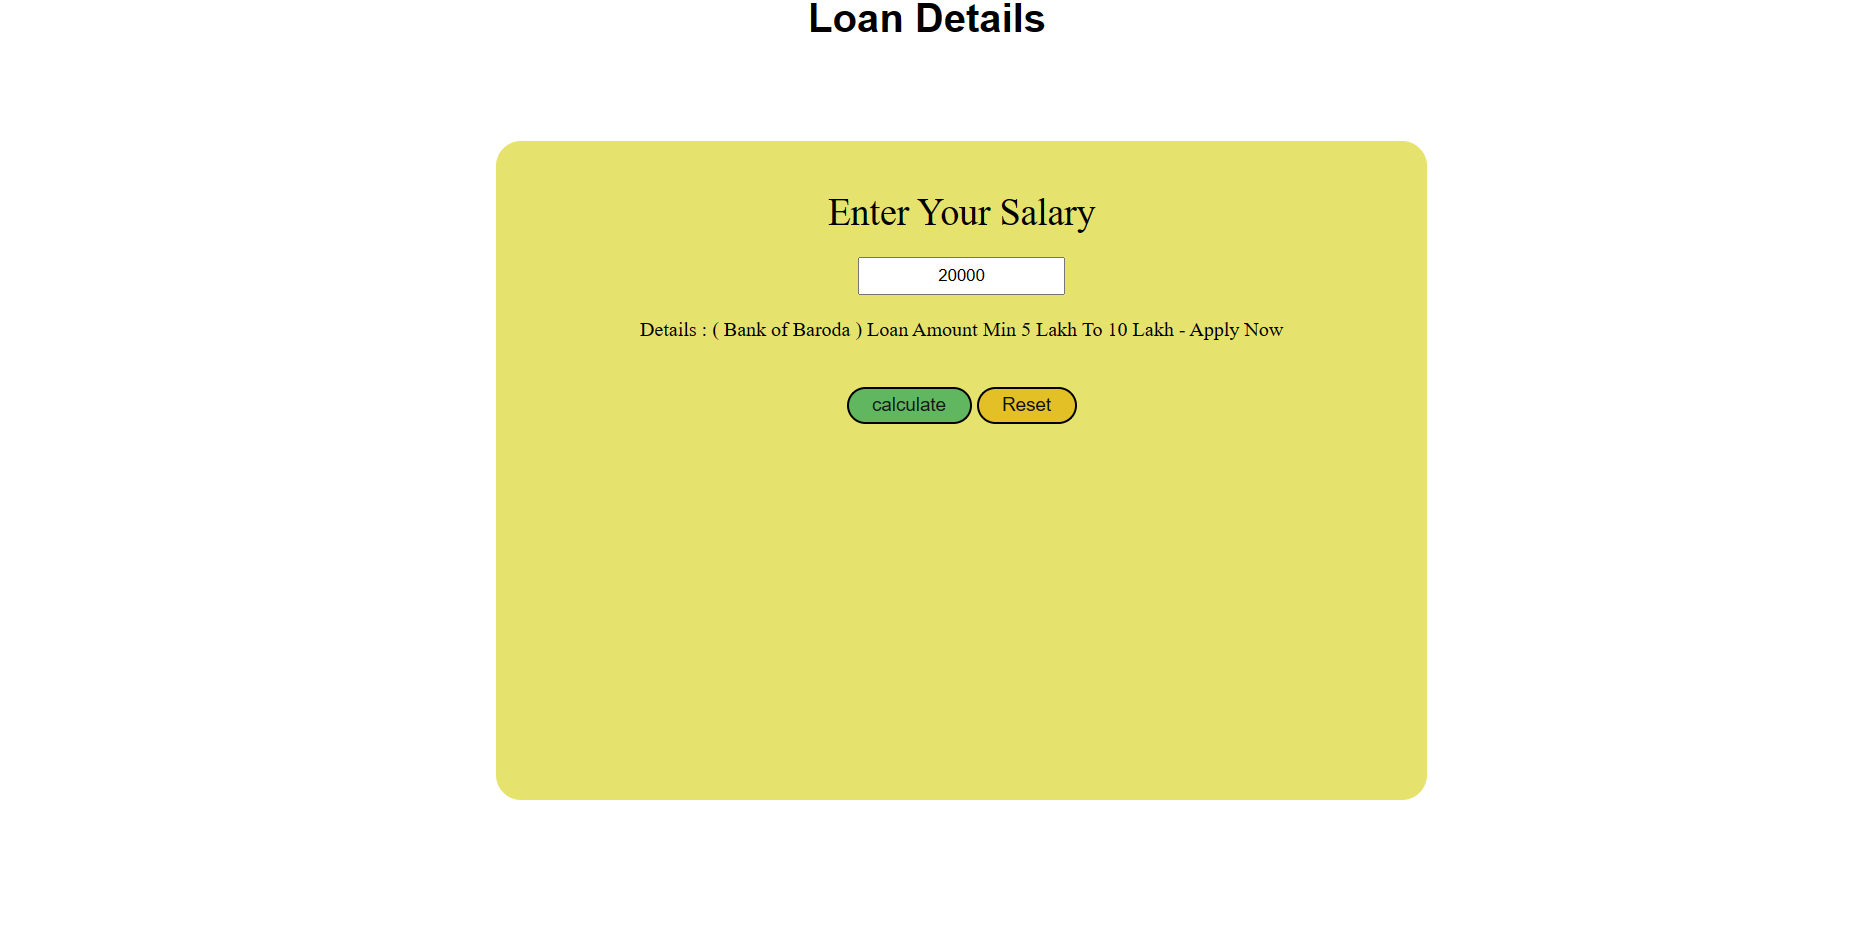 Loan Details
Enter Your Salary
20000
Details : ( Bank of Baroda ) Loan Amount Min 5 Lakh To 10 Lakh - Apply Now
calculate Reset